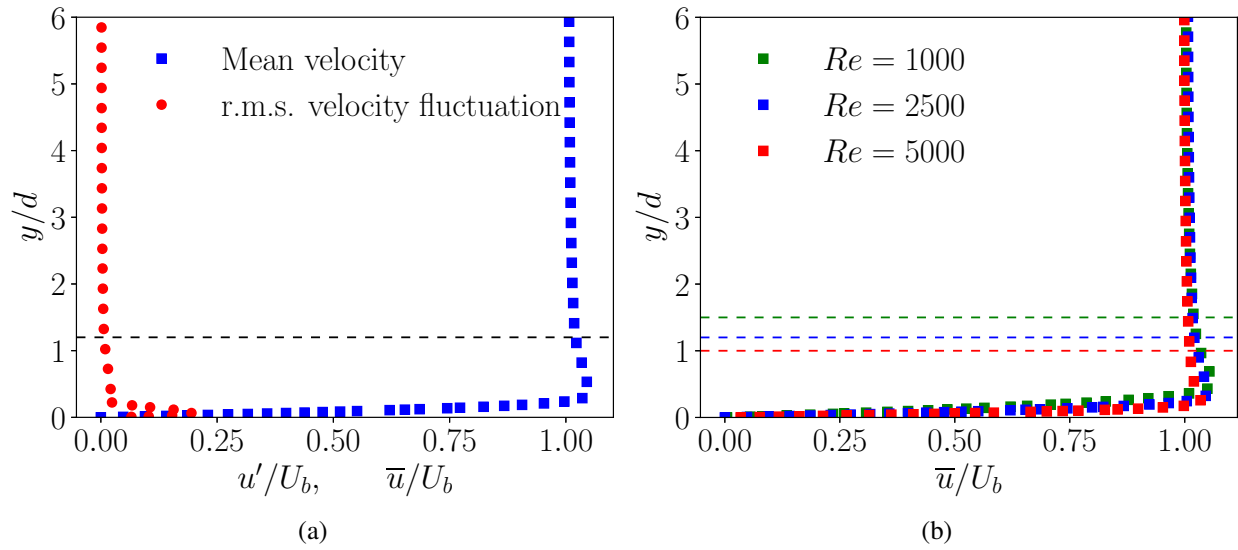 6
5
4
3
2
1
0
y/d
Mean velocity
r.m.s. velocity fluctuation
0.00 0.25 0.50 0.75 1.00
u′/U_b, u̅/U_b
(a)
6
5
4
3
2
1
0
y/d
Re = 1000
Re = 2500
Re = 5000
0.00 0.25 0.50 0.75 1.00
u̅/U_b
(b)